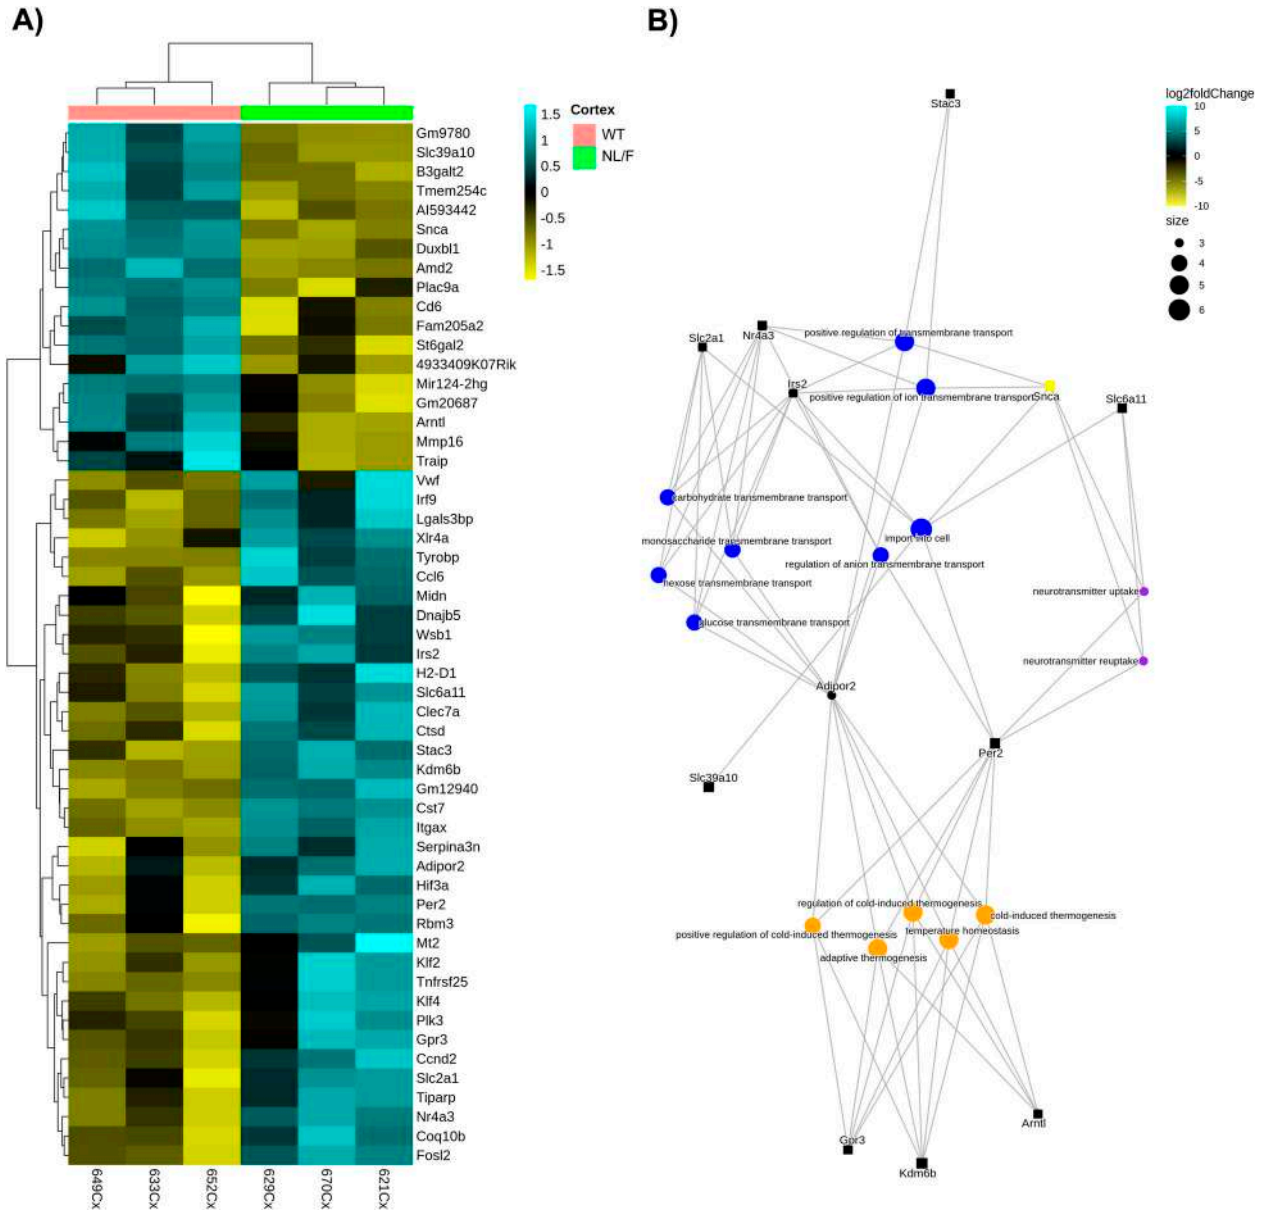 A)
B)
1.5
1
0.5
0
-0.5
-1
-1.5
Cortex
WT
NL/F
Gm9780
Slc39a10
B3galt2
Tmem254c
AI593442
Snca
Duxbl1
Amd2
Plac9a
Cd6
Fam205a2
St6gal2
4933409K07Rik
Mir124-2hg
Gm20687
Arntl
Mmp16
Traip
Vwf
Irf9
Lgals3bp
Xlr4a
Tyrobp
Ccl6
Midn
Dnajb5
Wsb1
Irs2
H2-D1
Slc6a11
Clec7a
Ctsd
Stac3
Kdm6b
Gm12940
Cst7
Itgax
Serpina3n
Adipor2
Hif3a
Per2
Rbm3
Mt2
Klf2
Tnfrsf25
Klf4
Plk3
Gpr3
Ccnd2
Slc2a1
Tiparp
Nr4a3
Coq10b
Fosl2
649Cx
633Cx
652Cx
629Cx
670Cx
621Cx
log2foldChange
10
5
0
-5
-10
size
3
4
5
6
Stac3
Slc2a1
Nr4a3
positive regulation of transmembrane transport
Irs2
positive regulation of ion transmembrane transport
Snca
Slc6a11
carbohydrate transmembrane transport
monosaccharide transmembrane transport
import into cell
regulation of anion transmembrane transport
hexose transmembrane transport
neurotransmitter uptake
glucose transmembrane transport
neurotransmitter reuptake
Adipor2
Per2
Slc39a10
regulation of cold-induced thermogenesis
cold-induced thermogenesis
positive regulation of cold-induced thermogenesis
temperature homeostasis
adaptive thermogenesis
Arntl
Gpr3
Kdm6b